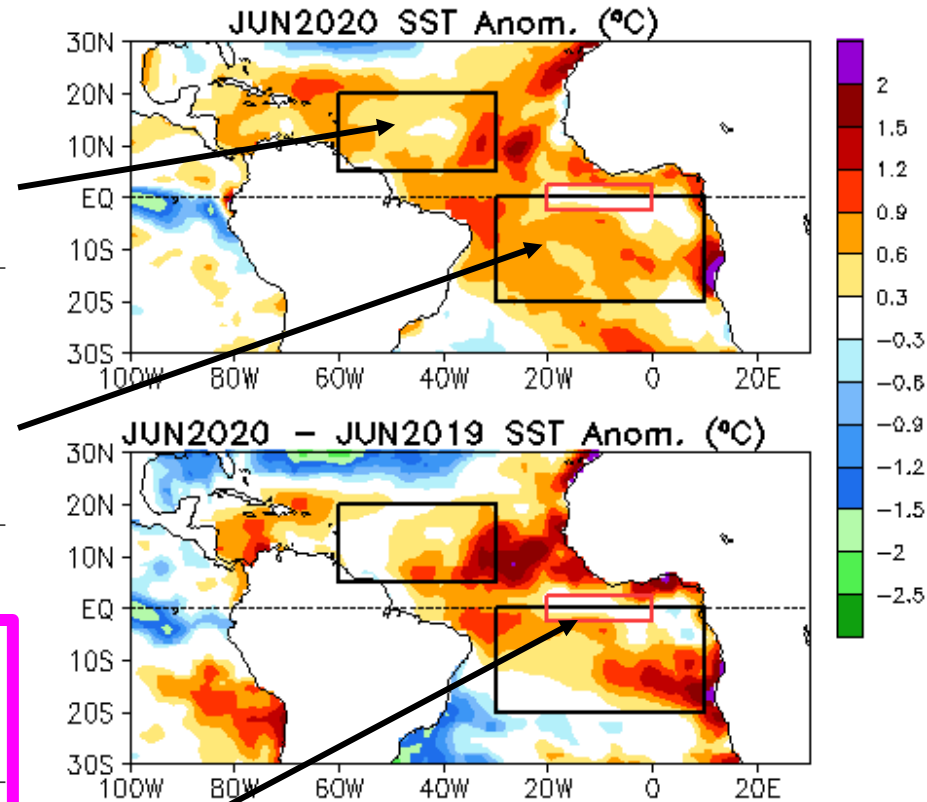 JUN2020 SST Anom. (°C)
30N
20N
10N
EQ
10S
20S
30S
100W 80W 60W 40W 20W 0 20E
2
1.5
1.2
0.9
0.6
0.3
−0.3
−0.6
−0.9
−1.2
−1.5
−2
−2.5
JUN2020 − JUN2019 SST Anom. (°C)
30N
20N
10N
EQ
10S
20S
30S
100W 80W 60W 40W 20W 0 20E